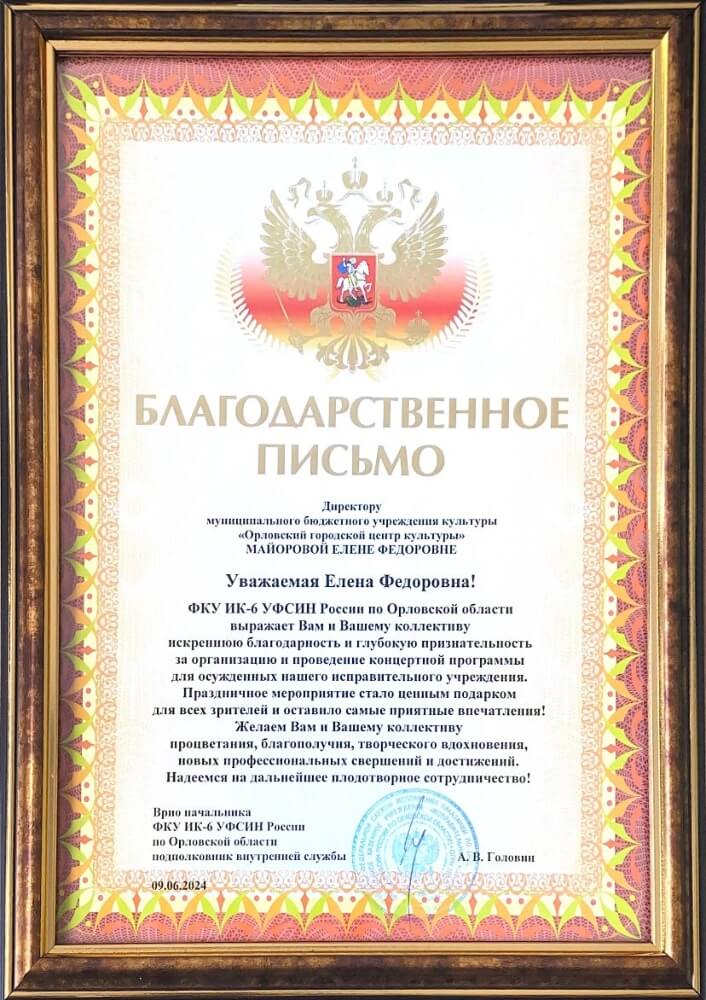 БЛАГОДАРСТВЕННОЕ
ПИСЬМО
Директору
муниципального бюджетного учреждения культуры
«Орловский городской центр культуры»
МАЙОРОВОЙ ЕЛЕНЕ ФЕДОРОВНЕ
Уважаемая Елена Федоровна!
ФКУ ИК-6 УФСИН России по Орловской области
выражает Вам и Вашему коллективу
искреннюю благодарность и глубокую признательность
за организацию и проведение концертной программы
для осужденных нашего исправительного учреждения.
Праздничное мероприятие стало ценным подарком
для всех зрителей и оставило самые приятные впечатления!
Желаем Вам и Вашему коллективу
процветания, благополучия, творческого вдохновения,
новых профессиональных свершений и достижений.
Надеемся на дальнейшее плодотворное сотрудничество!
Врио начальника
ФКУ ИК-6 УФСИН России
по Орловской области
подполковник внутренней службы
А. В. Головин
09.06.2024